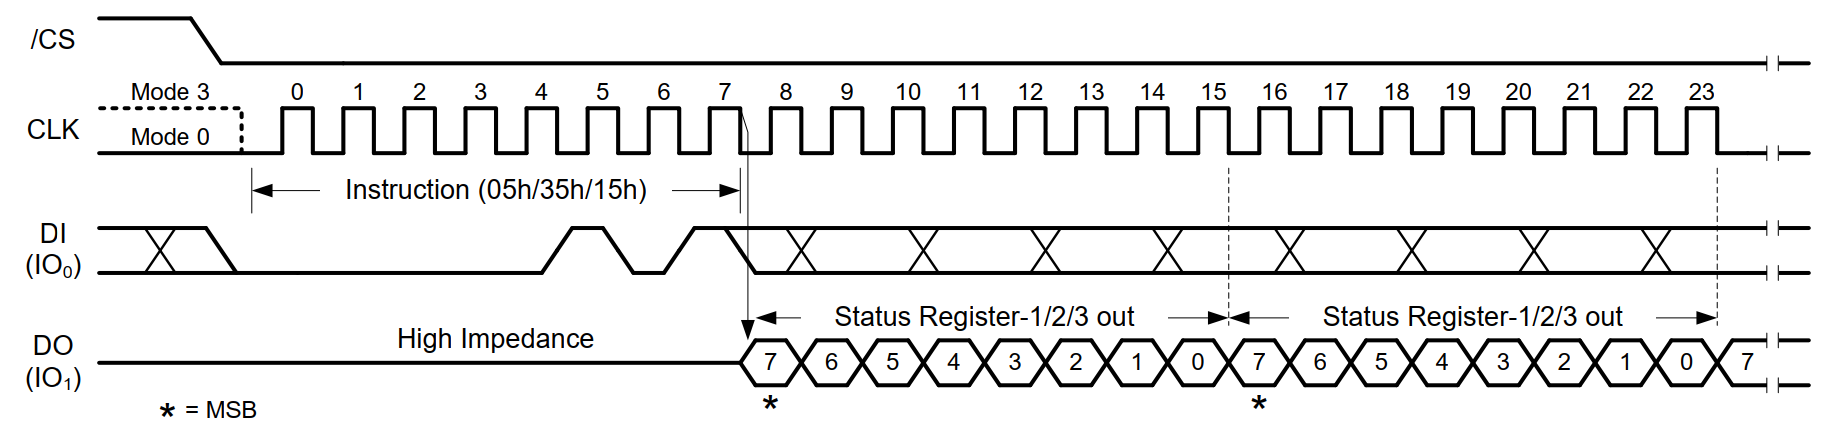 /CS
Mode 3 0 1 2 3 4 5 6 7 8 9 10 11 12 13 14 15 16 17 18 19 20 21 22 23
CLK
Mode 0
Instruction (05h/35h/15h)
DI
(IO₀)
Status Register-1/2/3 out Status Register-1/2/3 out
High Impedance
DO
(IO₁)
7 6 5 4 3 2 1 0 7 6 5 4 3 2 1 0 7
* *
* = MSB